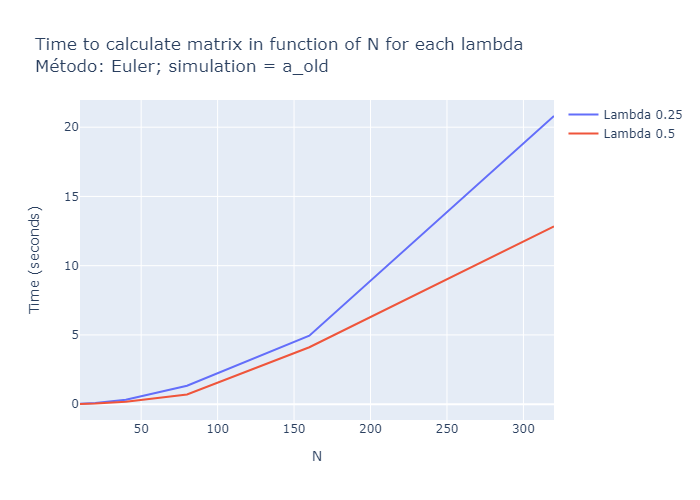 Time to calculate matrix in function of N for each lambda
Método: Euler; simulation = a_old
Lambda 0.25
Lambda 0.5
Time (seconds)
20
15
10
5
0
50
100
150
200
250
300
N